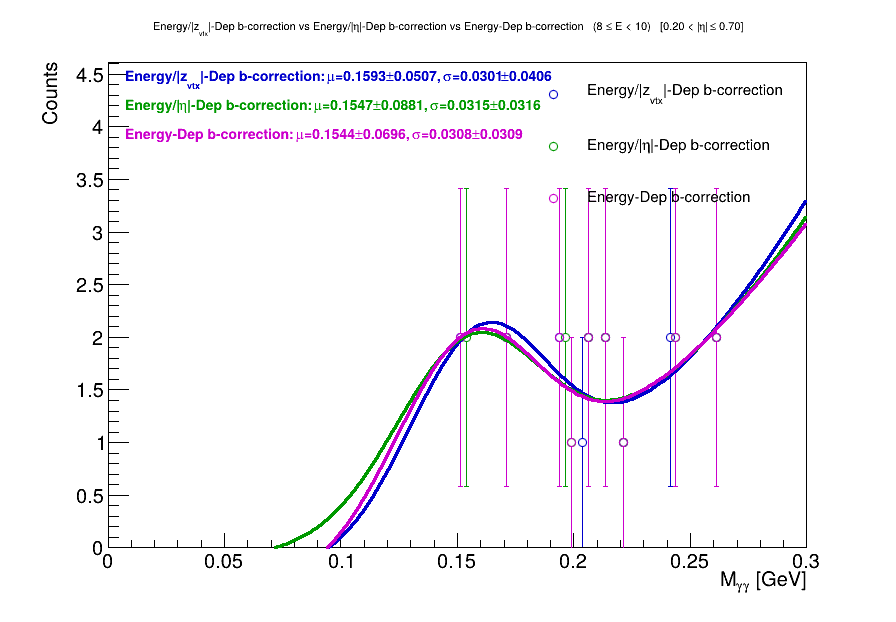 Energy/|z_vtx|-Dep b-correction vs Energy/|η|-Dep b-correction vs Energy-Dep b-correction (8 ≤ E < 10) [0.20 < |η| ≤ 0.70]
Counts
4.5
4
3.5
3
2.5
2
1.5
1
0.5
0
Energy/|z_vtx|-Dep b-correction: μ=0.1593±0.0507, σ=0.0301±0.0406
Energy/|η|-Dep b-correction: μ=0.1547±0.0881, σ=0.0315±0.0316
Energy-Dep b-correction: μ=0.1544±0.0696, σ=0.0308±0.0309
Energy/|z_vtx|-Dep b-correction
Energy/|η|-Dep b-correction
Energy-Dep b-correction
0 0.05 0.1 0.15 0.2 0.25 0.3
M_γγ [GeV]